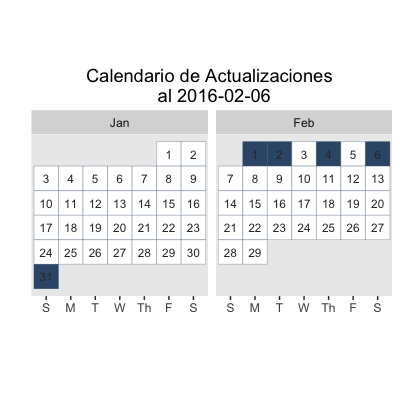 Calendario de Actualizaciones
al 2016-02-06
Jan
1 2
3 4 5 6 7 8 9
10 11 12 13 14 15 16
17 18 19 20 21 22 23
24 25 26 27 28 29 30
31
S M T W Th F S
Feb
1 2 3 4 5 6
7 8 9 10 11 12 13
14 15 16 17 18 19 20
21 22 23 24 25 26 27
28 29
S M T W Th F S